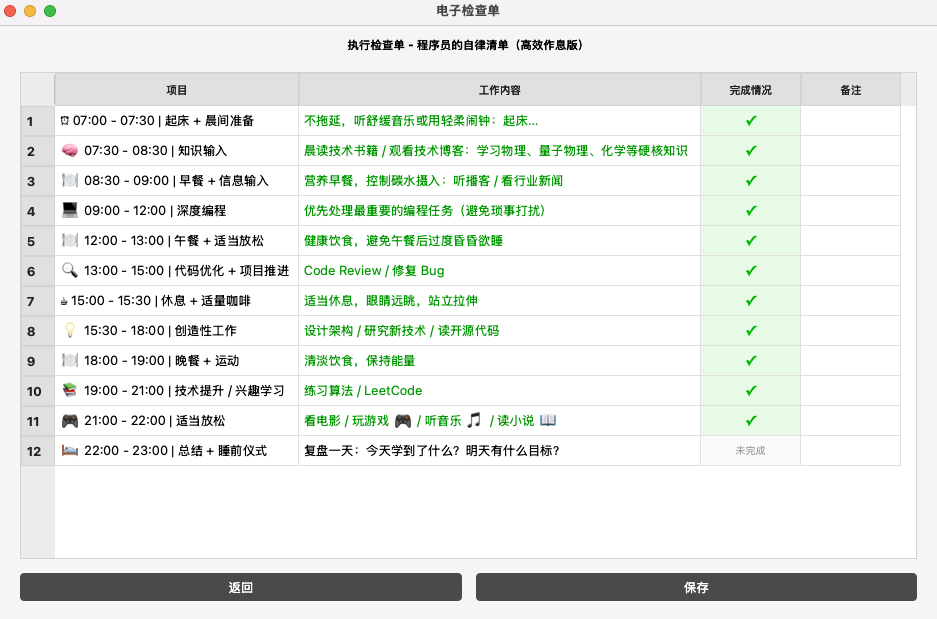 电子检查单
执行检查单 - 程序员的自律清单（高效作息版）
项目 工作内容 完成情况 备注
1 ⏰ 07:00 - 07:30 | 起床 + 晨间准备 不拖延，听舒缓音乐或用轻柔闹钟：起床... ✓
2 🧠 07:30 - 08:30 | 知识输入 晨读技术书籍 / 观看技术博客：学习物理、量子物理、化学等硬核知识 ✓
3 🍽️ 08:30 - 09:00 | 早餐 + 信息输入 营养早餐，控制碳水摄入：听播客 / 看行业新闻 ✓
4 💻 09:00 - 12:00 | 深度编程 优先处理最重要的编程任务（避免琐事打扰） ✓
5 🍽️ 12:00 - 13:00 | 午餐 + 适当放松 健康饮食，避免午餐后过度昏昏欲睡 ✓
6 🔍 13:00 - 15:00 | 代码优化 + 项目推进 Code Review / 修复 Bug ✓
7 ☕ 15:00 - 15:30 | 休息 + 适量咖啡 适当休息，眼睛远眺，站立拉伸 ✓
8 💡 15:30 - 18:00 | 创造性工作 设计架构 / 研究新技术 / 读开源代码 ✓
9 🍽️ 18:00 - 19:00 | 晚餐 + 运动 清淡饮食，保持能量 ✓
10 📚 19:00 - 21:00 | 技术提升 / 兴趣学习 练习算法 / LeetCode ✓
11 🎮 21:00 - 22:00 | 适当放松 看电影 / 玩游戏 🎮 / 听音乐 🎵 / 读小说 📖 ✓
12 🛌 22:00 - 23:00 | 总结 + 睡前仪式 复盘一天：今天学到了什么？明天有什么目标？ 未完成
返回 保存